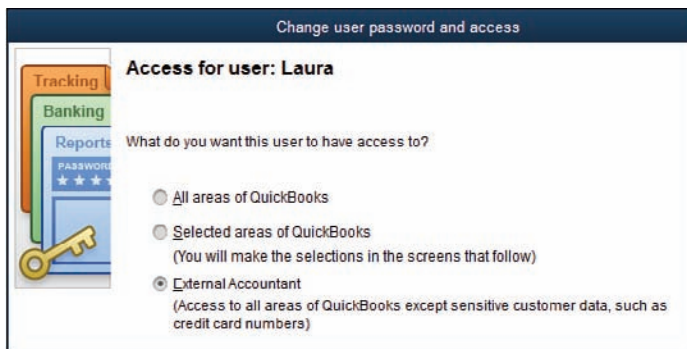 Change user password and access
Access for user: Laura
Tracking
Banking
Reports
PASSWOR
★★★★
What do you want this user to have access to?
All areas of QuickBooks
Selected areas of QuickBooks
(You will make the selections in the screens that follow)
External Accountant
(Access to all areas of QuickBooks except sensitive customer data, such as
credit card numbers)